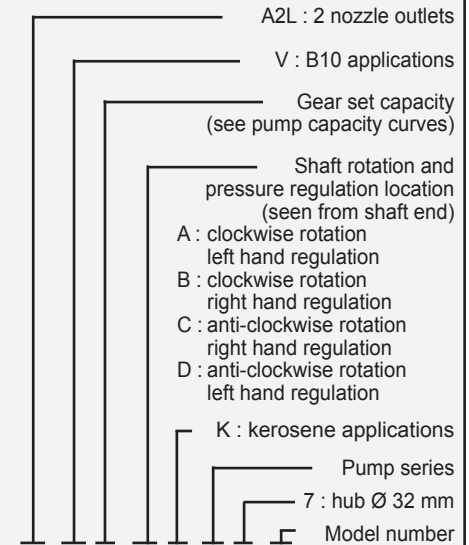 A2L : 2 nozzle outlets
V : B10 applications
Gear set capacity
(see pump capacity curves)
Shaft rotation and
pressure regulation location
(seen from shaft end)
A : clockwise rotation
left hand regulation
B : clockwise rotation
right hand regulation
C : anti-clockwise rotation
right hand regulation
D : anti-clockwise rotation
left hand regulation
K : kerosene applications
Pump series
7 : hub Ø 32 mm
Model number